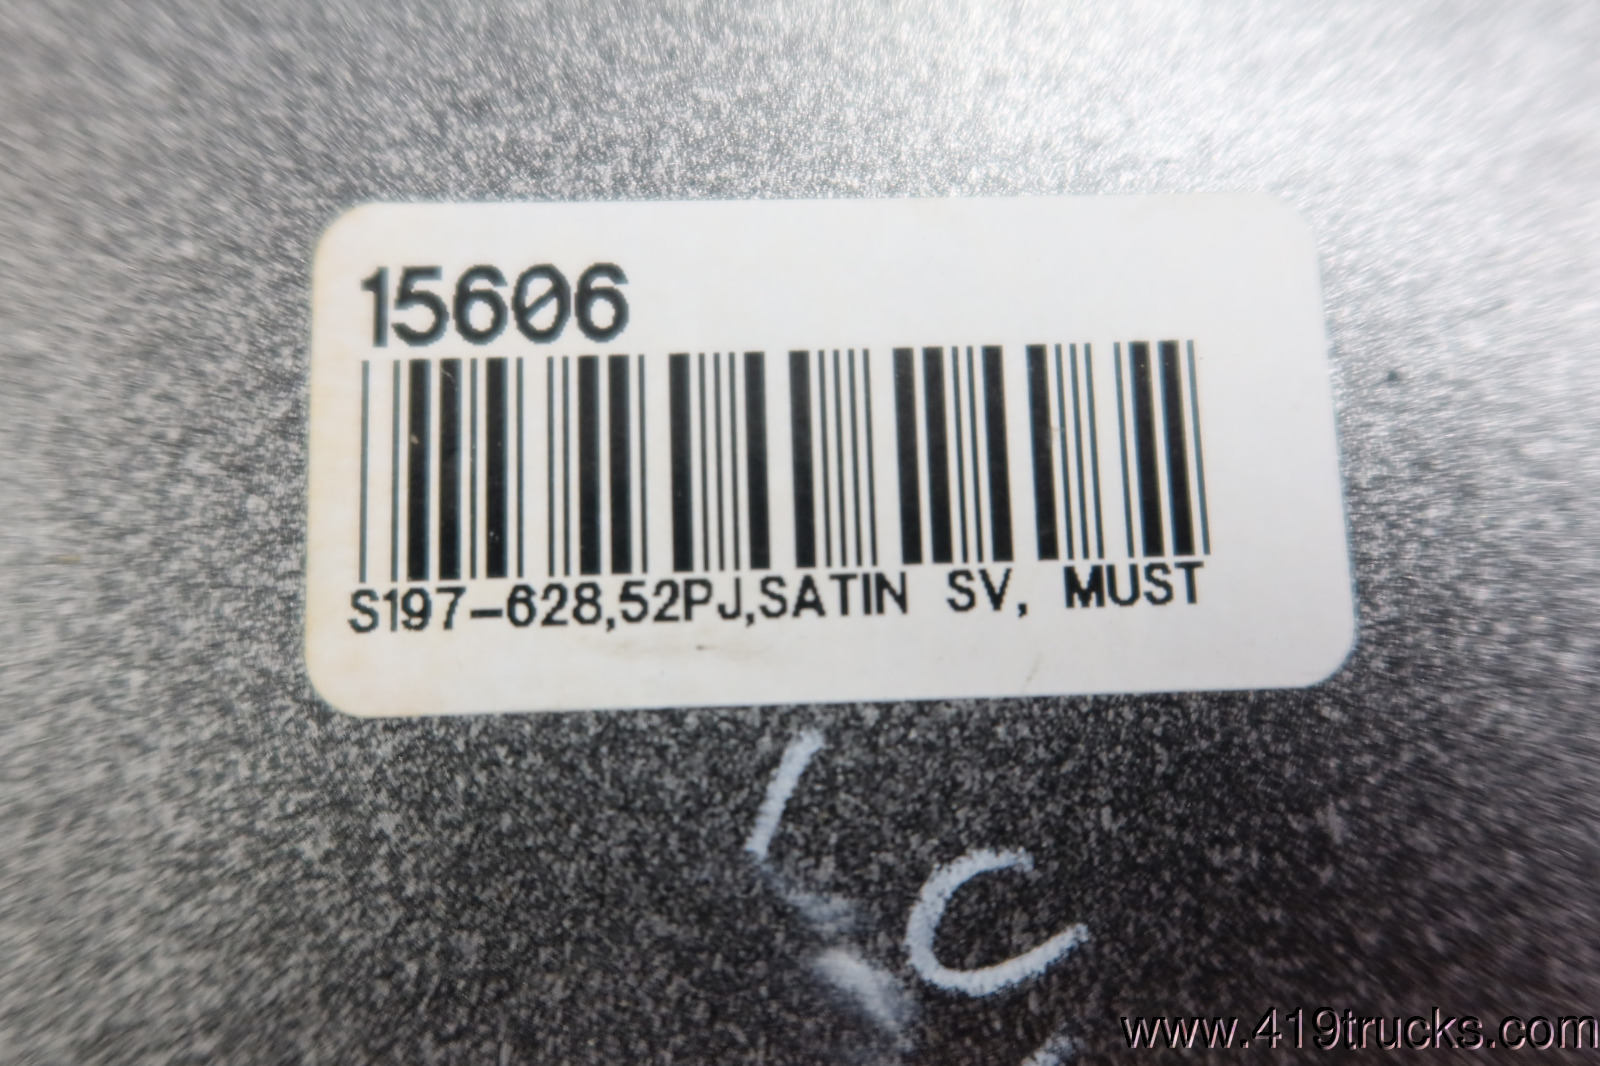 15606
S197-628,52PJ,SATIN SV, MUST
C
www.419trucks.com